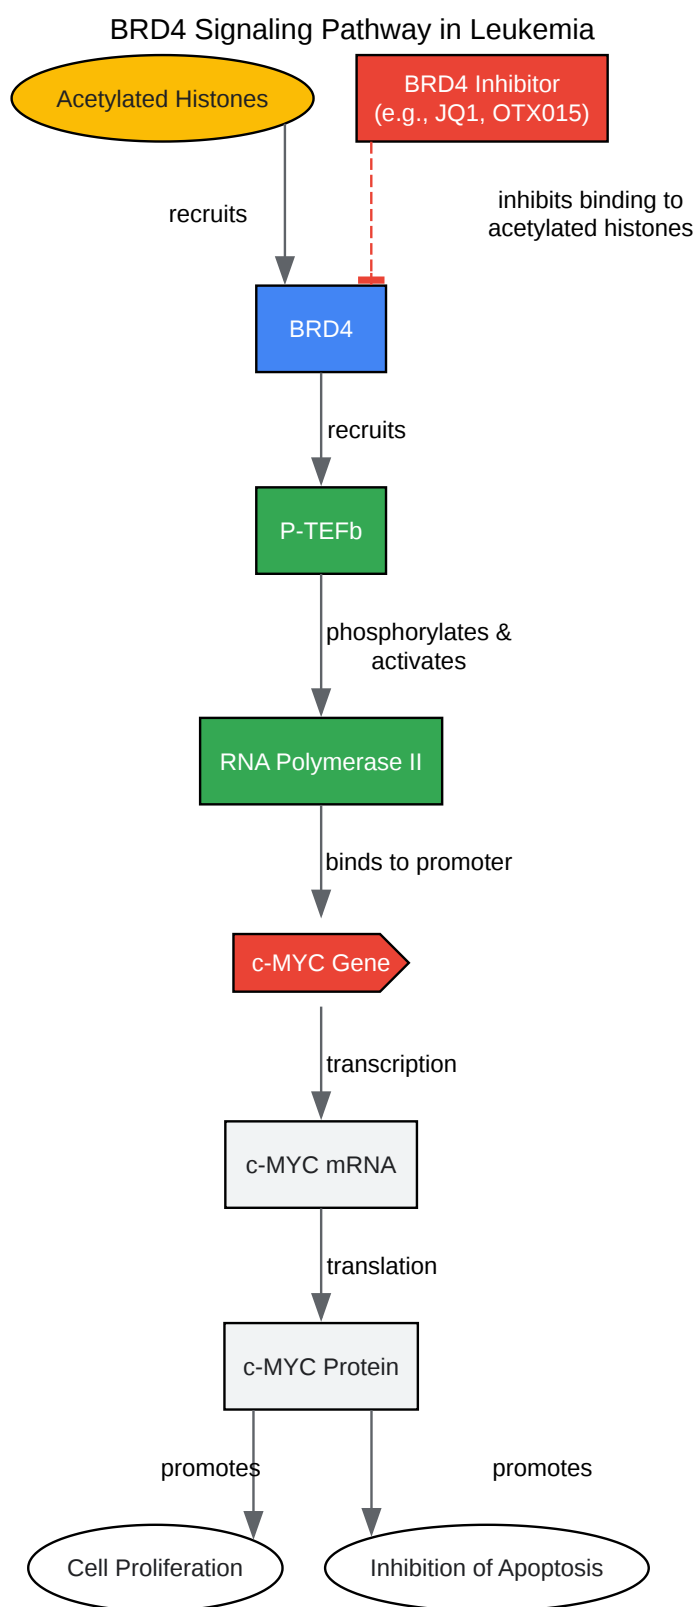 BRD4 Signaling Pathway in Leukemia
Acetylated Histones
BRD4 Inhibitor
(e.g., JQ1, OTX015)
recruits
inhibits binding to
acetylated histones
BRD4
recruits
P-TEFb
phosphorylates &
activates
RNA Polymerase II
binds to promoter
c-MYC Gene
transcription
c-MYC mRNA
translation
c-MYC Protein
promotes
promotes
Cell Proliferation
Inhibition of Apoptosis